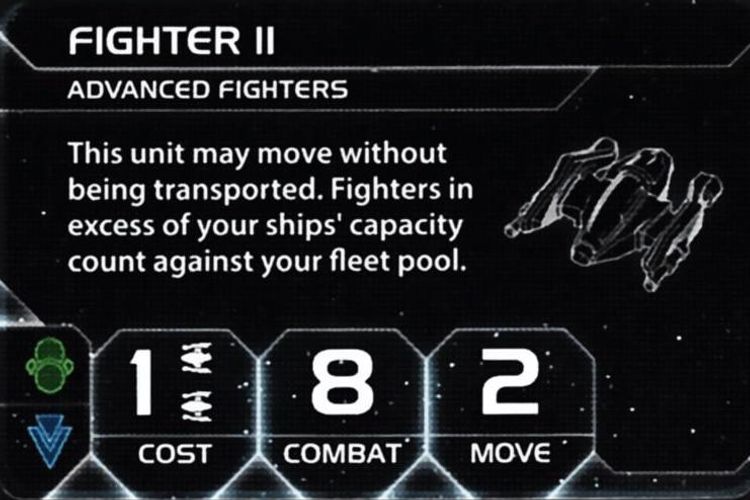 FIGHTER II
ADVANCED FIGHTERS
This unit may move without
being transported. Fighters in
excess of your ships' capacity
count against your fleet pool.
1 8 2
COST COMBAT MOVE